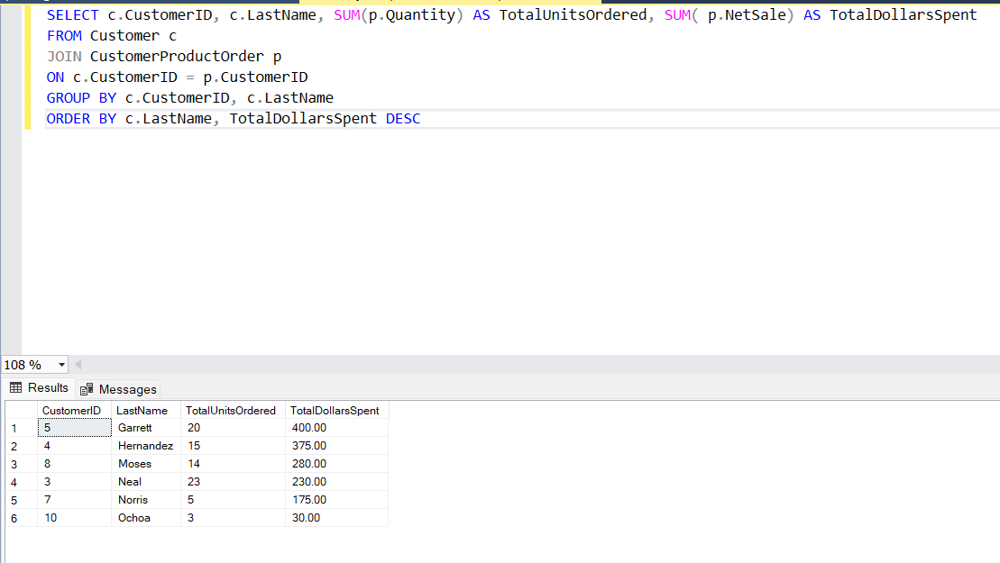 SELECT c.CustomerID, c.LastName, SUM(p.Quantity) AS TotalUnitsOrdered, SUM( p.NetSale) AS TotalDollarsSpent
FROM Customer c
JOIN CustomerProductOrder p
ON c.CustomerID = p.CustomerID
GROUP BY c.CustomerID, c.LastName
ORDER BY c.LastName, TotalDollarsSpent DESC
108 %
Results Messages
CustomerID LastName TotalUnitsOrdered TotalDollarsSpent
1 5 Garrett 20 400.00
2 4 Hernandez 15 375.00
3 8 Moses 14 280.00
4 3 Neal 23 230.00
5 7 Norris 5 175.00
6 10 Ochoa 3 30.00